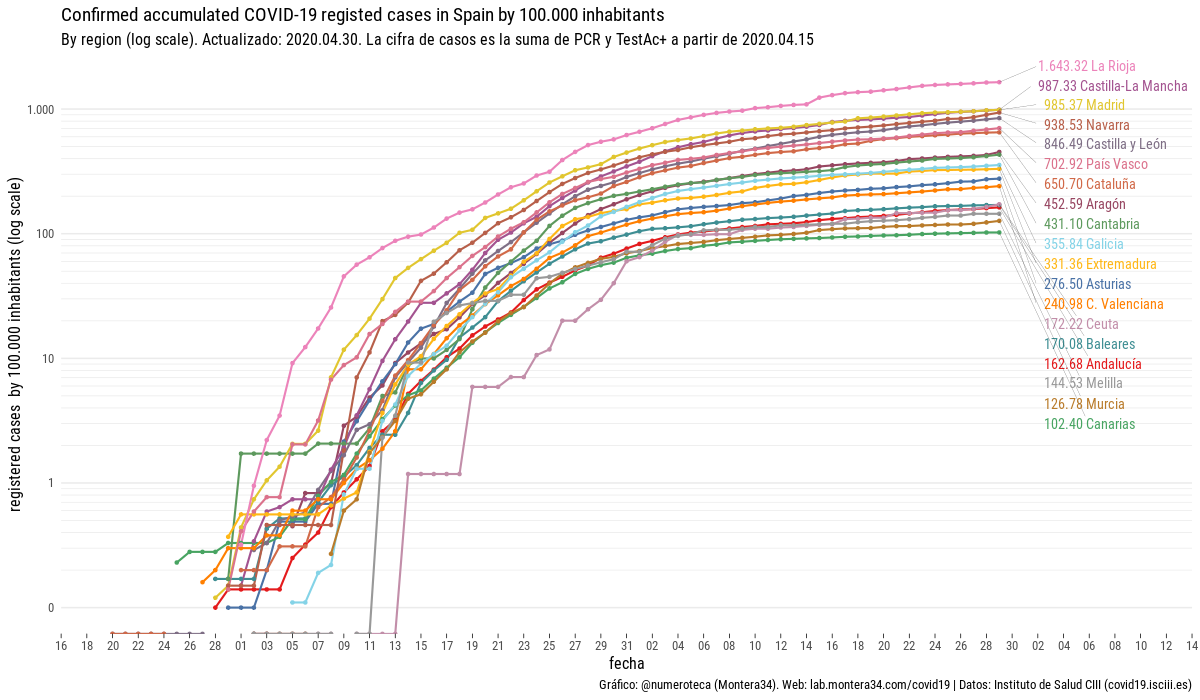 Confirmed accumulated COVID-19 registed cases in Spain by 100.000 inhabitants
By region (log scale). Actualizado: 2020.04.30. La cifra de casos es la suma de PCR y TestAc+ a partir de 2020.04.15
registered cases by 100.000 inhabitants (log scale)
1.000
100
10
1
0
1.643.32 La Rioja
987.33 Castilla-La Mancha
985.37 Madrid
938.53 Navarra
846.49 Castilla y León
702.92 País Vasco
650.70 Cataluña
452.59 Aragón
431.10 Cantabria
355.84 Galicia
331.36 Extremadura
276.50 Asturias
240.98 C. Valenciana
172.22 Ceuta
170.08 Baleares
162.68 Andalucía
144.53 Melilla
126.78 Murcia
102.40 Canarias
16 18 20 22 24 26 28 01 03 05 07 09 11 13 15 17 19 21 23 25 27 29 31 02 04 06 08 10 12 14 16 18 20 22 24 26 28 30 02 04 06 08 10 12 14
fecha
Gráfico: @numeroteca (Montera34). Web: lab.montera34.com/covid19 | Datos: Instituto de Salud CIII (covid19.isciii.es)